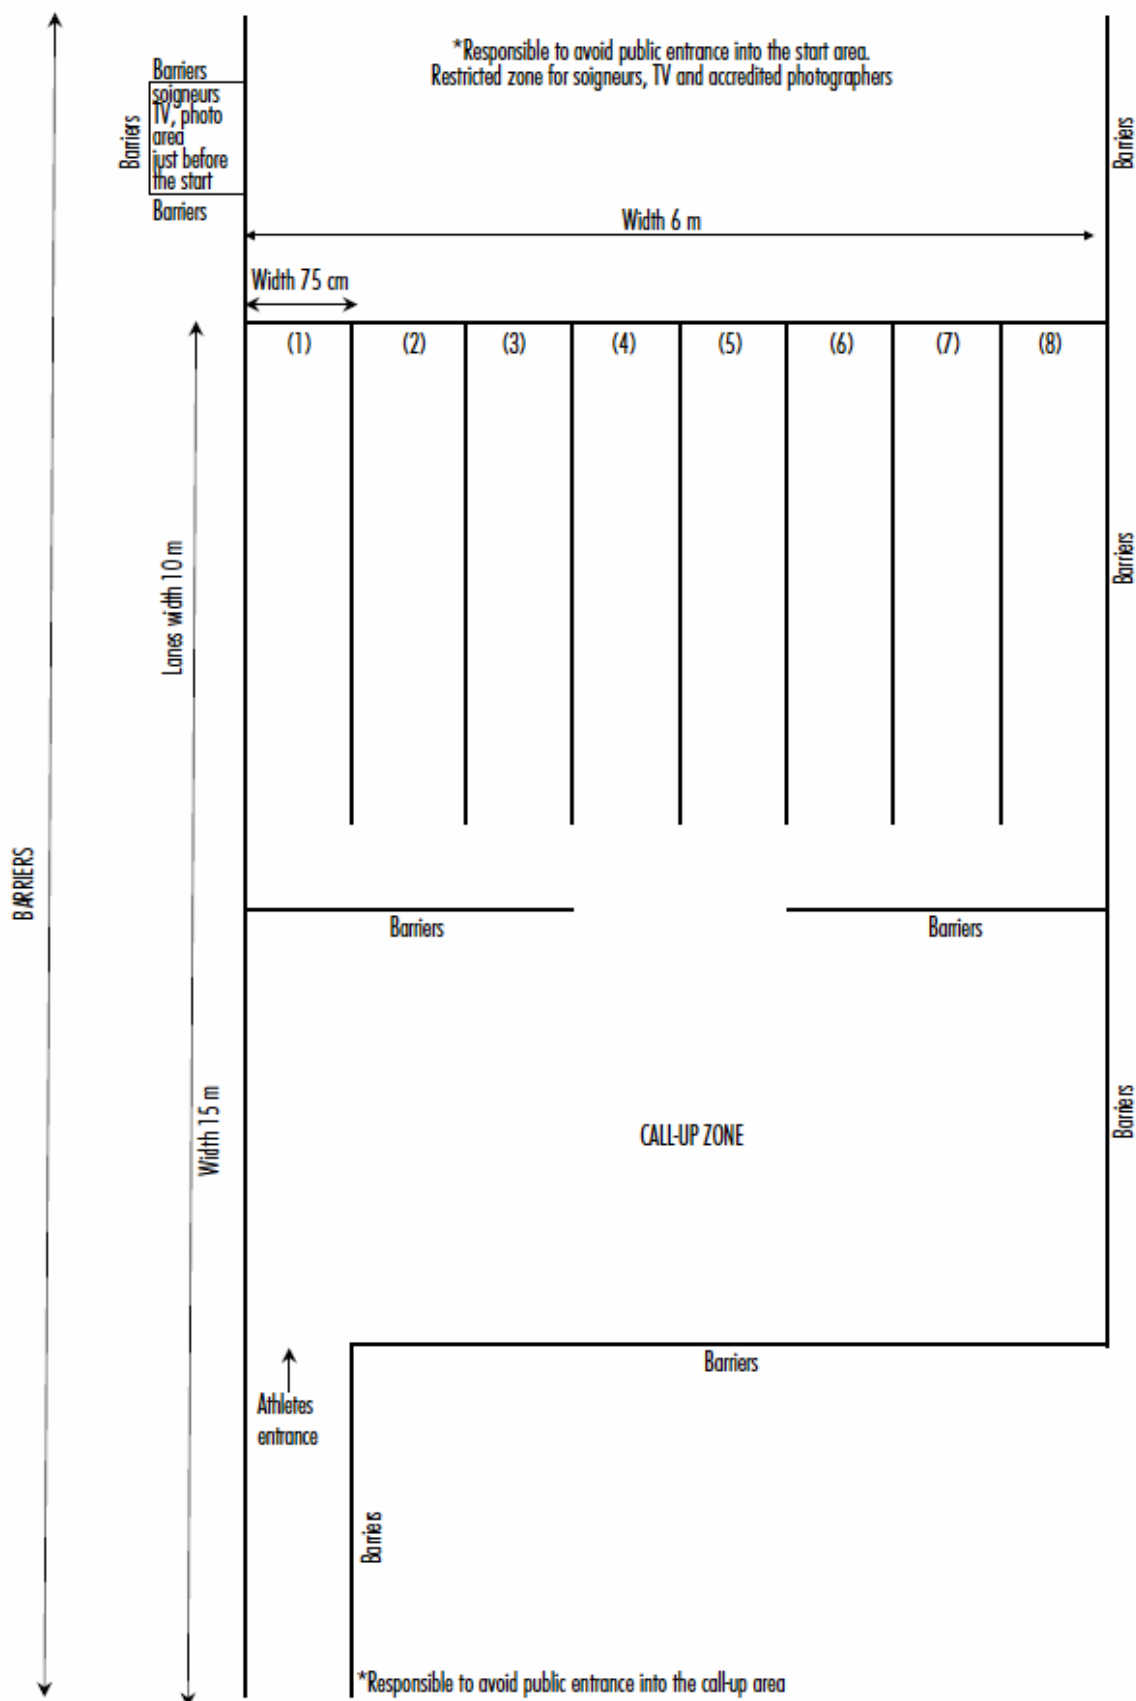 *Responsible to avoid public entrance into the start area.
Restricted zone for soigneurs, TV and accredited photographers
Barriers
soigneurs
TV, photo
area
just before
the start
Barriers
Barriers
Barriers
Width 6 m
Width 75 cm
(1)
(2)
(3)
(4)
(5)
(6)
(7)
(8)
Lanes width 10 m
Barriers
BARRIERS
Barriers
Barriers
Width 15 m
CALL-UP ZONE
Barriers
Barriers
Athletes
entrance
Barriers
*Responsible to avoid public entrance into the call-up area